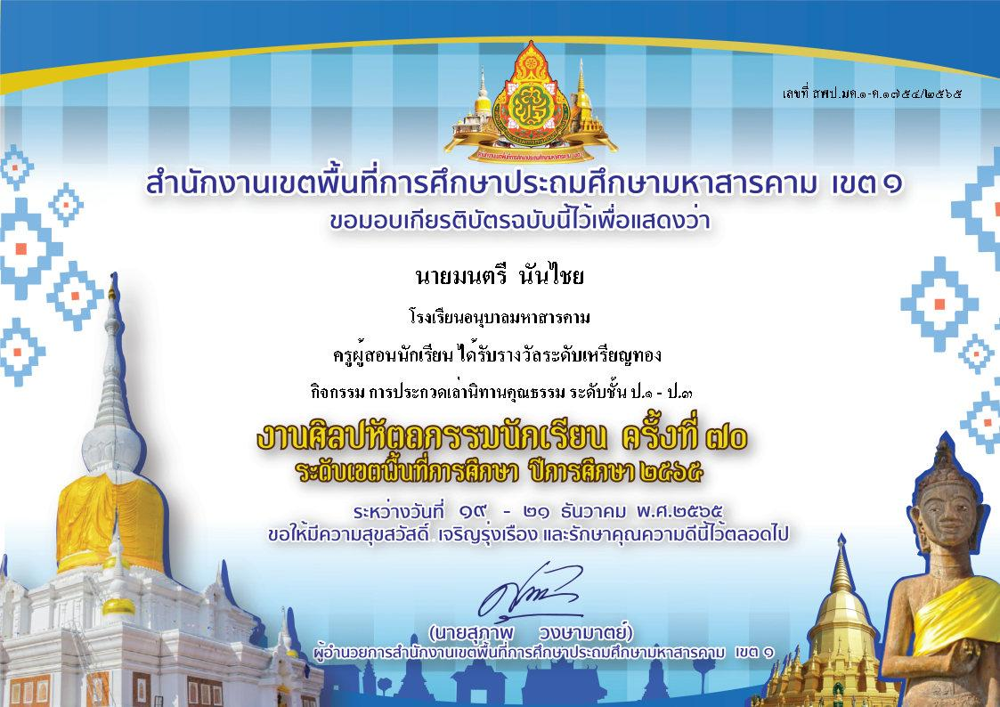 เลขที่ สพป.มค.๑-ค.๑๗๕๔/๒๕๖๕
สำนักงานเขตพื้นที่การศึกษาประถมศึกษามหาสารคาม เขต ๑
ขอมอบเกียรติบัตรฉบับนี้ไว้เพื่อแสดงว่า
นายมนตรี นันไชย
โรงเรียนอนุบาลมหาสารคาม
ครูผู้สอนนักเรียน ได้รับรางวัลระดับเหรียญทอง
กิจกรรม การประกวดเล่านิทานคุณธรรม ระดับชั้น ป.๑ - ป.๓
งานศิลปหัตถกรรมนักเรียน ครั้งที่ ๗๐
ระดับเขตพื้นที่การศึกษา ปีการศึกษา ๒๕๖๕
ระหว่างวันที่ ๑๙ - ๒๑ ธันวาคม พ.ศ.๒๕๖๕
ขอให้มีความสุขสวัสดิ์ เจริญรุ่งเรือง และรักษาคุณความดีนี้ไว้ตลอดไป
(นายสุภาพ วงษามาตย์)
ผู้อำนวยการสำนักงานเขตพื้นที่การศึกษาประถมศึกษามหาสารคาม เขต ๑